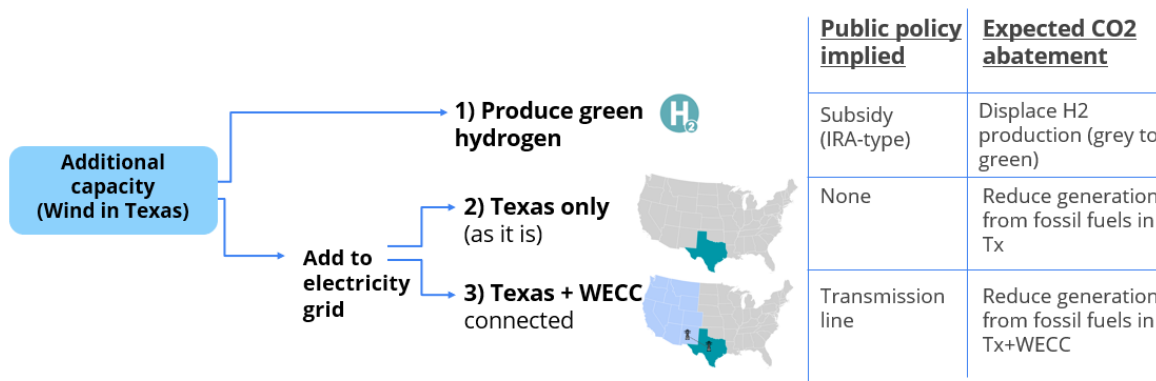 Public policy
implied
Expected CO2
abatement
Additional
capacity
(Wind in Texas)
1) Produce green
hydrogen
H2
Subsidy
(IRA-type)
Displace H2
production (grey to
green)
2) Texas only
(as it is)
None
Reduce generation
from fossil fuels in
Tx
Add to
electricity
grid
3) Texas + WECC
connected
Transmission
line
Reduce generation
from fossil fuels in
Tx+WECC